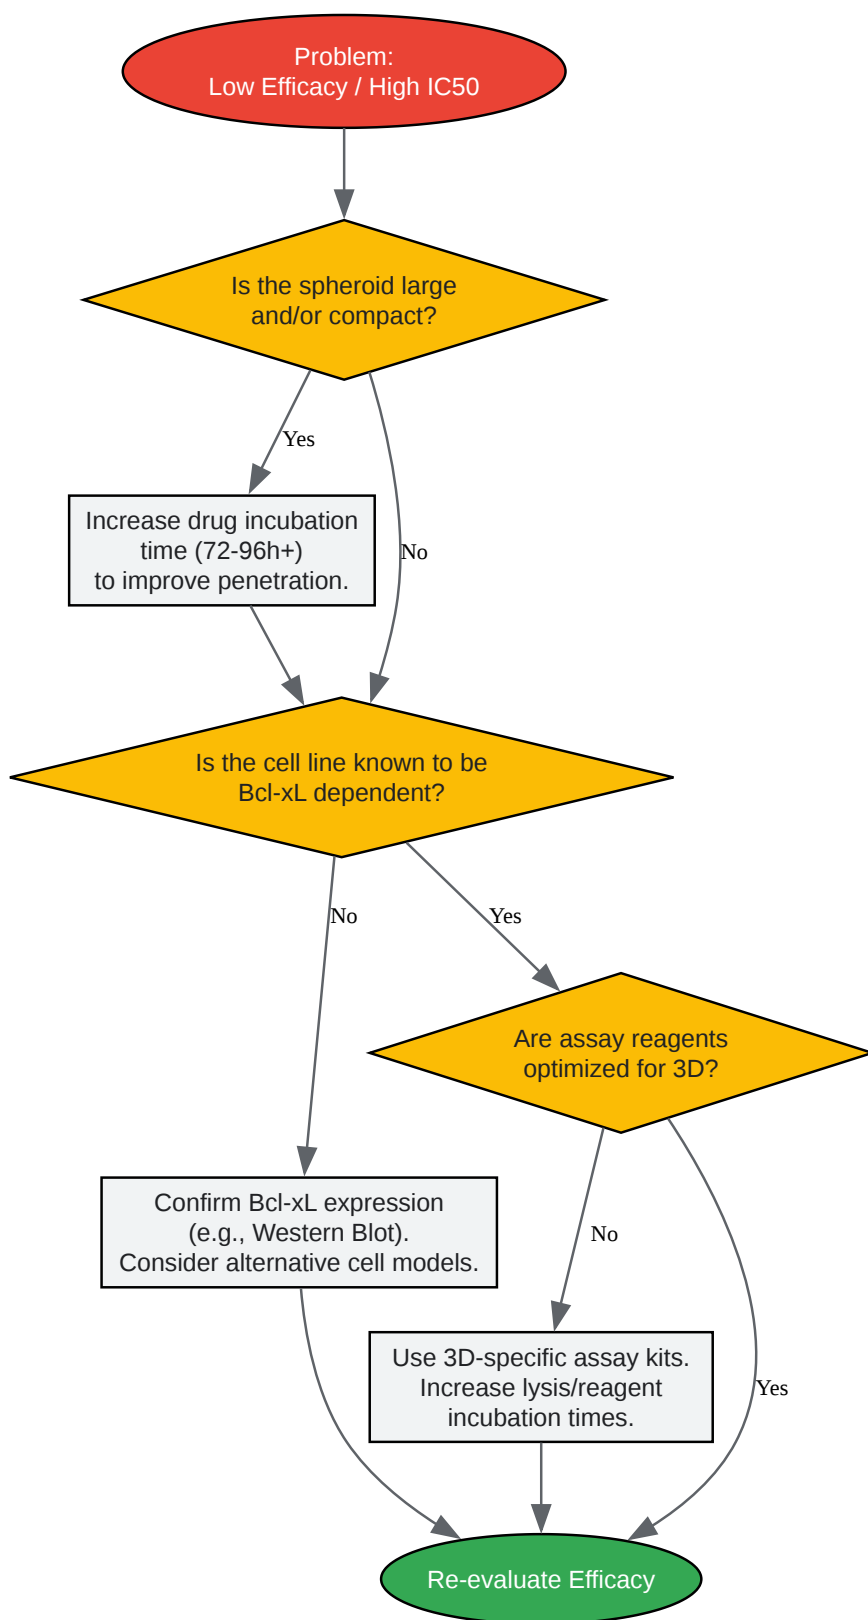 Problem:
Low Efficacy / High IC50
Is the spheroid large
and/or compact?
Yes
Increase drug incubation
time (72-96h+)
to improve penetration.
No
Is the cell line known to be
Bcl-xL dependent?
No
Yes
Are assay reagents
optimized for 3D?
Confirm Bcl-xL expression
(e.g., Western Blot).
Consider alternative cell models.
No
Use 3D-specific assay kits.
Increase lysis/reagent
incubation times.
Yes
Re-evaluate Efficacy